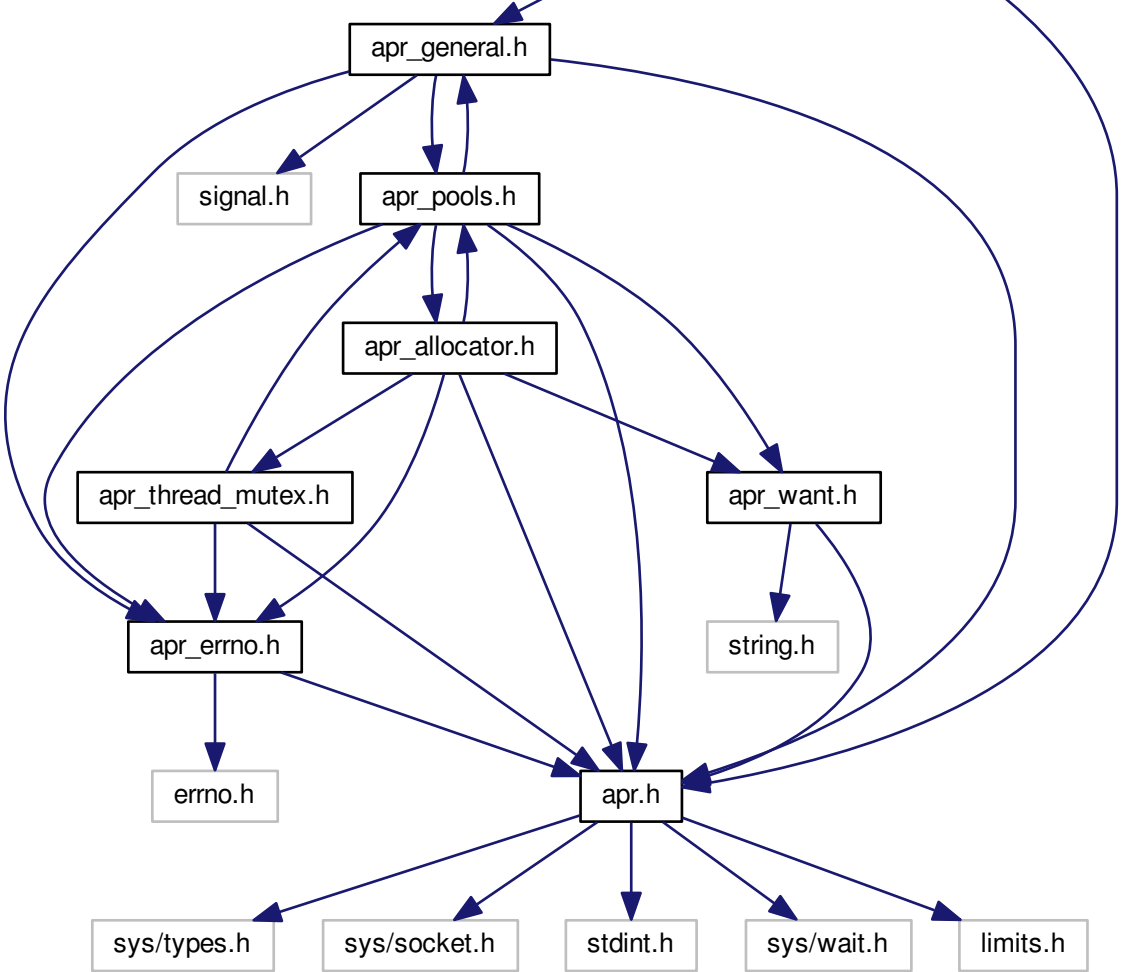 apr_general.h
signal.h
apr_pools.h
apr_allocator.h
apr_thread_mutex.h
apr_want.h
apr_errno.h
string.h
errno.h
apr.h
sys/types.h
sys/socket.h
stdint.h
sys/wait.h
limits.h